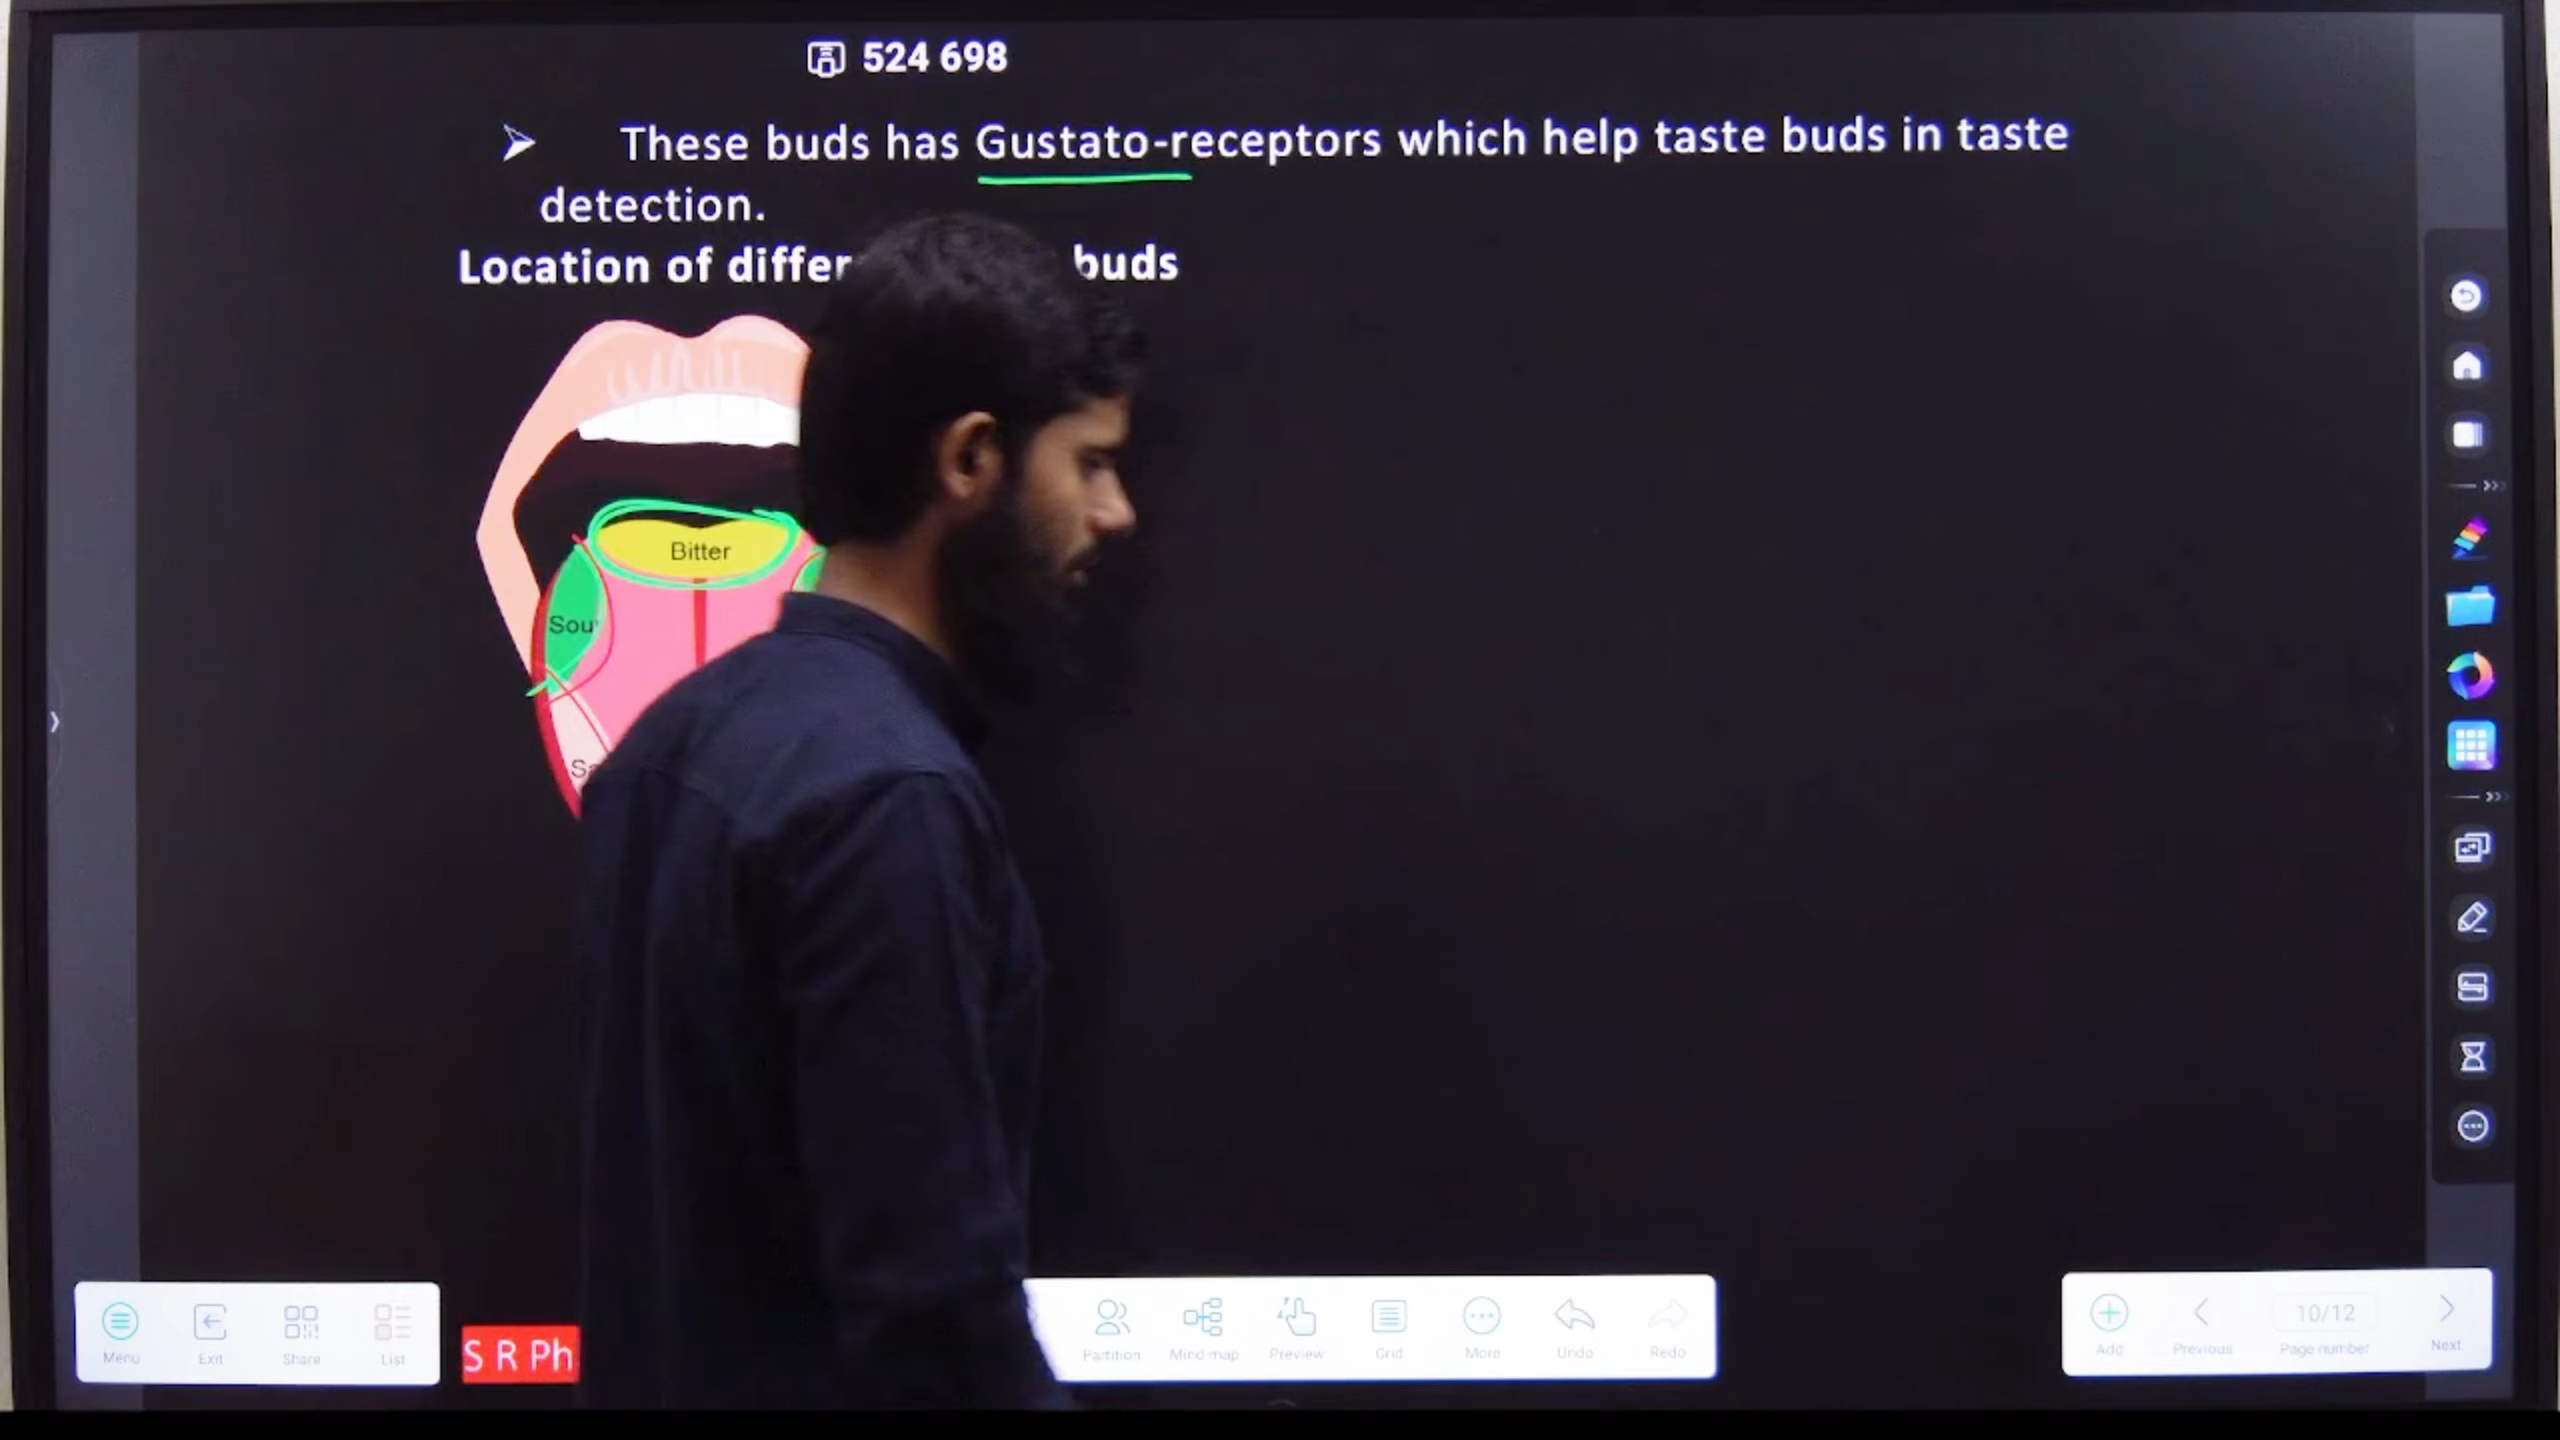 524 698
➢ These buds has Gustato-receptors which help taste buds in taste
detection.
Location of buds
Bitter
Sour
Menu
Exit
Share
List
S R Ph
Partition
Mind map
Preview
Grid
More
Undo
Redo
Add
Previous
10/12
Page number
Next